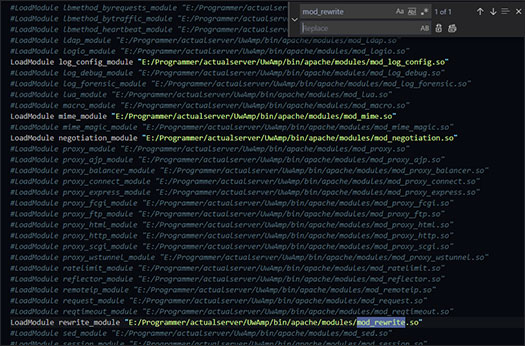 mod_rewrite
Aa
1 of 1
Replace
AB
#LoadModule lbmethod_byrequests_module "E:/Programmer/
#LoadModule lbmethod_bytraffic_module "E:/Programmer/a
#LoadModule lbmethod_heartbeat_module "E:/Programmer/a
#LoadModule ldap_module "E:/Programmer/actualserver/UwAmp/bin/apache/modules/mod_ldap.so"
#LoadModule logio_module "E:/Programmer/actualserver/UwAmp/bin/apache/modules/mod_logio.so"
LoadModule log_config_module "E:/Programmer/actualserver/UwAmp/bin/apache/modules/mod_log_config.so"
#LoadModule log_debug_module "E:/Programmer/actualserver/UwAmp/bin/apache/modules/mod_log_debug.so"
#LoadModule log_forensic_module "E:/Programmer/actualserver/UwAmp/bin/apache/modules/mod_log_forensic.so"
#LoadModule lua_module "E:/Programmer/actualserver/UwAmp/bin/apache/modules/mod_lua.so"
#LoadModule macro_module "E:/Programmer/actualserver/UwAmp/bin/apache/modules/mod_macro.so"
LoadModule mime_module "E:/Programmer/actualserver/UwAmp/bin/apache/modules/mod_mime.so"
#LoadModule mime_magic_module "E:/Programmer/actualserver/UwAmp/bin/apache/modules/mod_mime_magic.so"
LoadModule negotiation_module "E:/Programmer/actualserver/UwAmp/bin/apache/modules/mod_negotiation.so"
#LoadModule proxy_module "E:/Programmer/actualserver/UwAmp/bin/apache/modules/mod_proxy.so"
#LoadModule proxy_ajp_module "E:/Programmer/actualserver/UwAmp/bin/apache/modules/mod_proxy_ajp.so"
#LoadModule proxy_balancer_module "E:/Programmer/actualserver/UwAmp/bin/apache/modules/mod_proxy_balancer.so"
#LoadModule proxy_connect_module "E:/Programmer/actualserver/UwAmp/bin/apache/modules/mod_proxy_connect.so"
#LoadModule proxy_express_module "E:/Programmer/actualserver/UwAmp/bin/apache/modules/mod_proxy_express.so"
#LoadModule proxy_fcgi_module "E:/Programmer/actualserver/UwAmp/bin/apache/modules/mod_proxy_fcgi.so"
#LoadModule proxy_ftp_module "E:/Programmer/actualserver/UwAmp/bin/apache/modules/mod_proxy_ftp.so"
#LoadModule proxy_html_module "E:/Programmer/actualserver/UwAmp/bin/apache/modules/mod_proxy_html.so"
#LoadModule proxy_http_module "E:/Programmer/actualserver/UwAmp/bin/apache/modules/mod_proxy_http.so"
#LoadModule proxy_scgi_module "E:/Programmer/actualserver/UwAmp/bin/apache/modules/mod_proxy_scgi.so"
#LoadModule proxy_wstunnel_module "E:/Programmer/actualserver/UwAmp/bin/apache/modules/mod_proxy_wstunnel.so"
#LoadModule ratelimit_module "E:/Programmer/actualserver/UwAmp/bin/apache/modules/mod_ratelimit.so"
#LoadModule reflector_module "E:/Programmer/actualserver/UwAmp/bin/apache/modules/mod_reflector.so"
#LoadModule remoteip_module "E:/Programmer/actualserver/UwAmp/bin/apache/modules/mod_remoteip.so"
#LoadModule request_module "E:/Programmer/actualserver/UwAmp/bin/apache/modules/mod_request.so"
#LoadModule reqtimeout_module "E:/Programmer/actualserver/UwAmp/bin/apache/modules/mod_reqtimeout.so"
LoadModule rewrite_module "E:/Programmer/actualserver/UwAmp/bin/apache/modules/mod_rewrite.so"
#LoadModule sed_module "E:/Programmer/actualserver/UwAmp/bin/apache/modules/mod_sed.so"
#LoadModule session_module "E:/Programmer/actualserver/UwAmp/bin/apache/modules/mod_session.so"